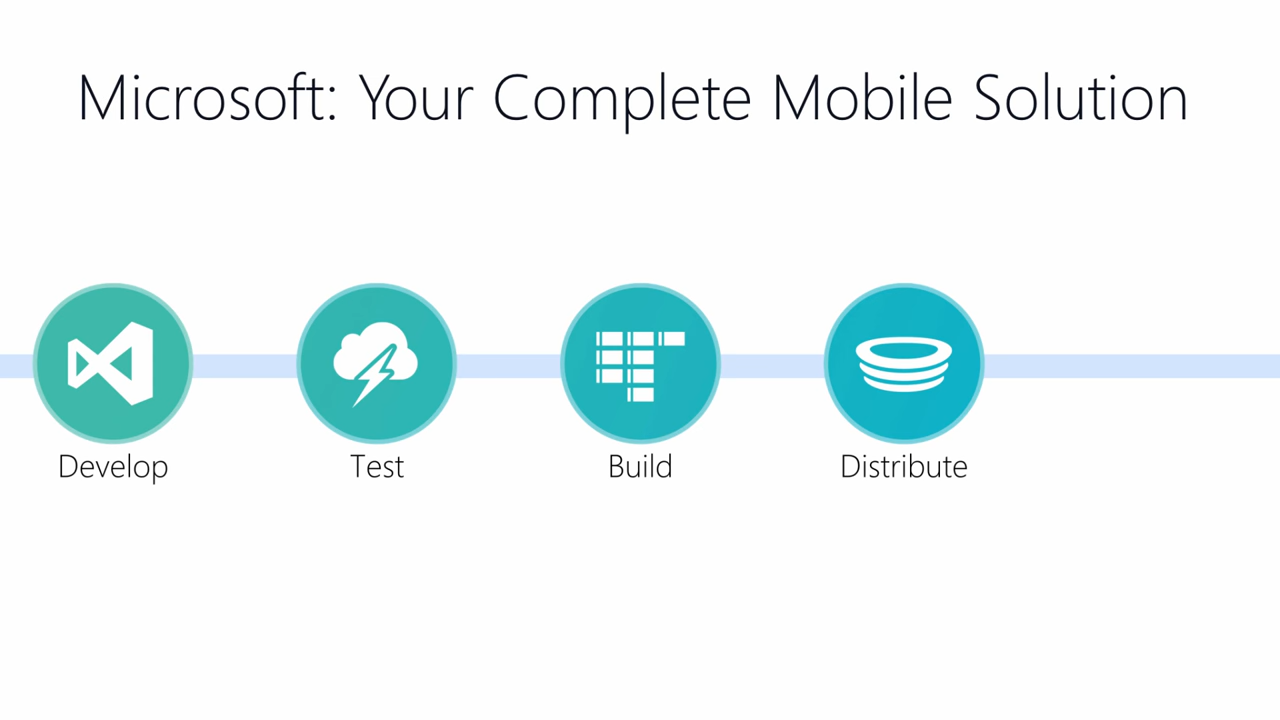 Microsoft: Your Complete Mobile Solution
Develop
Test
Build
Distribute